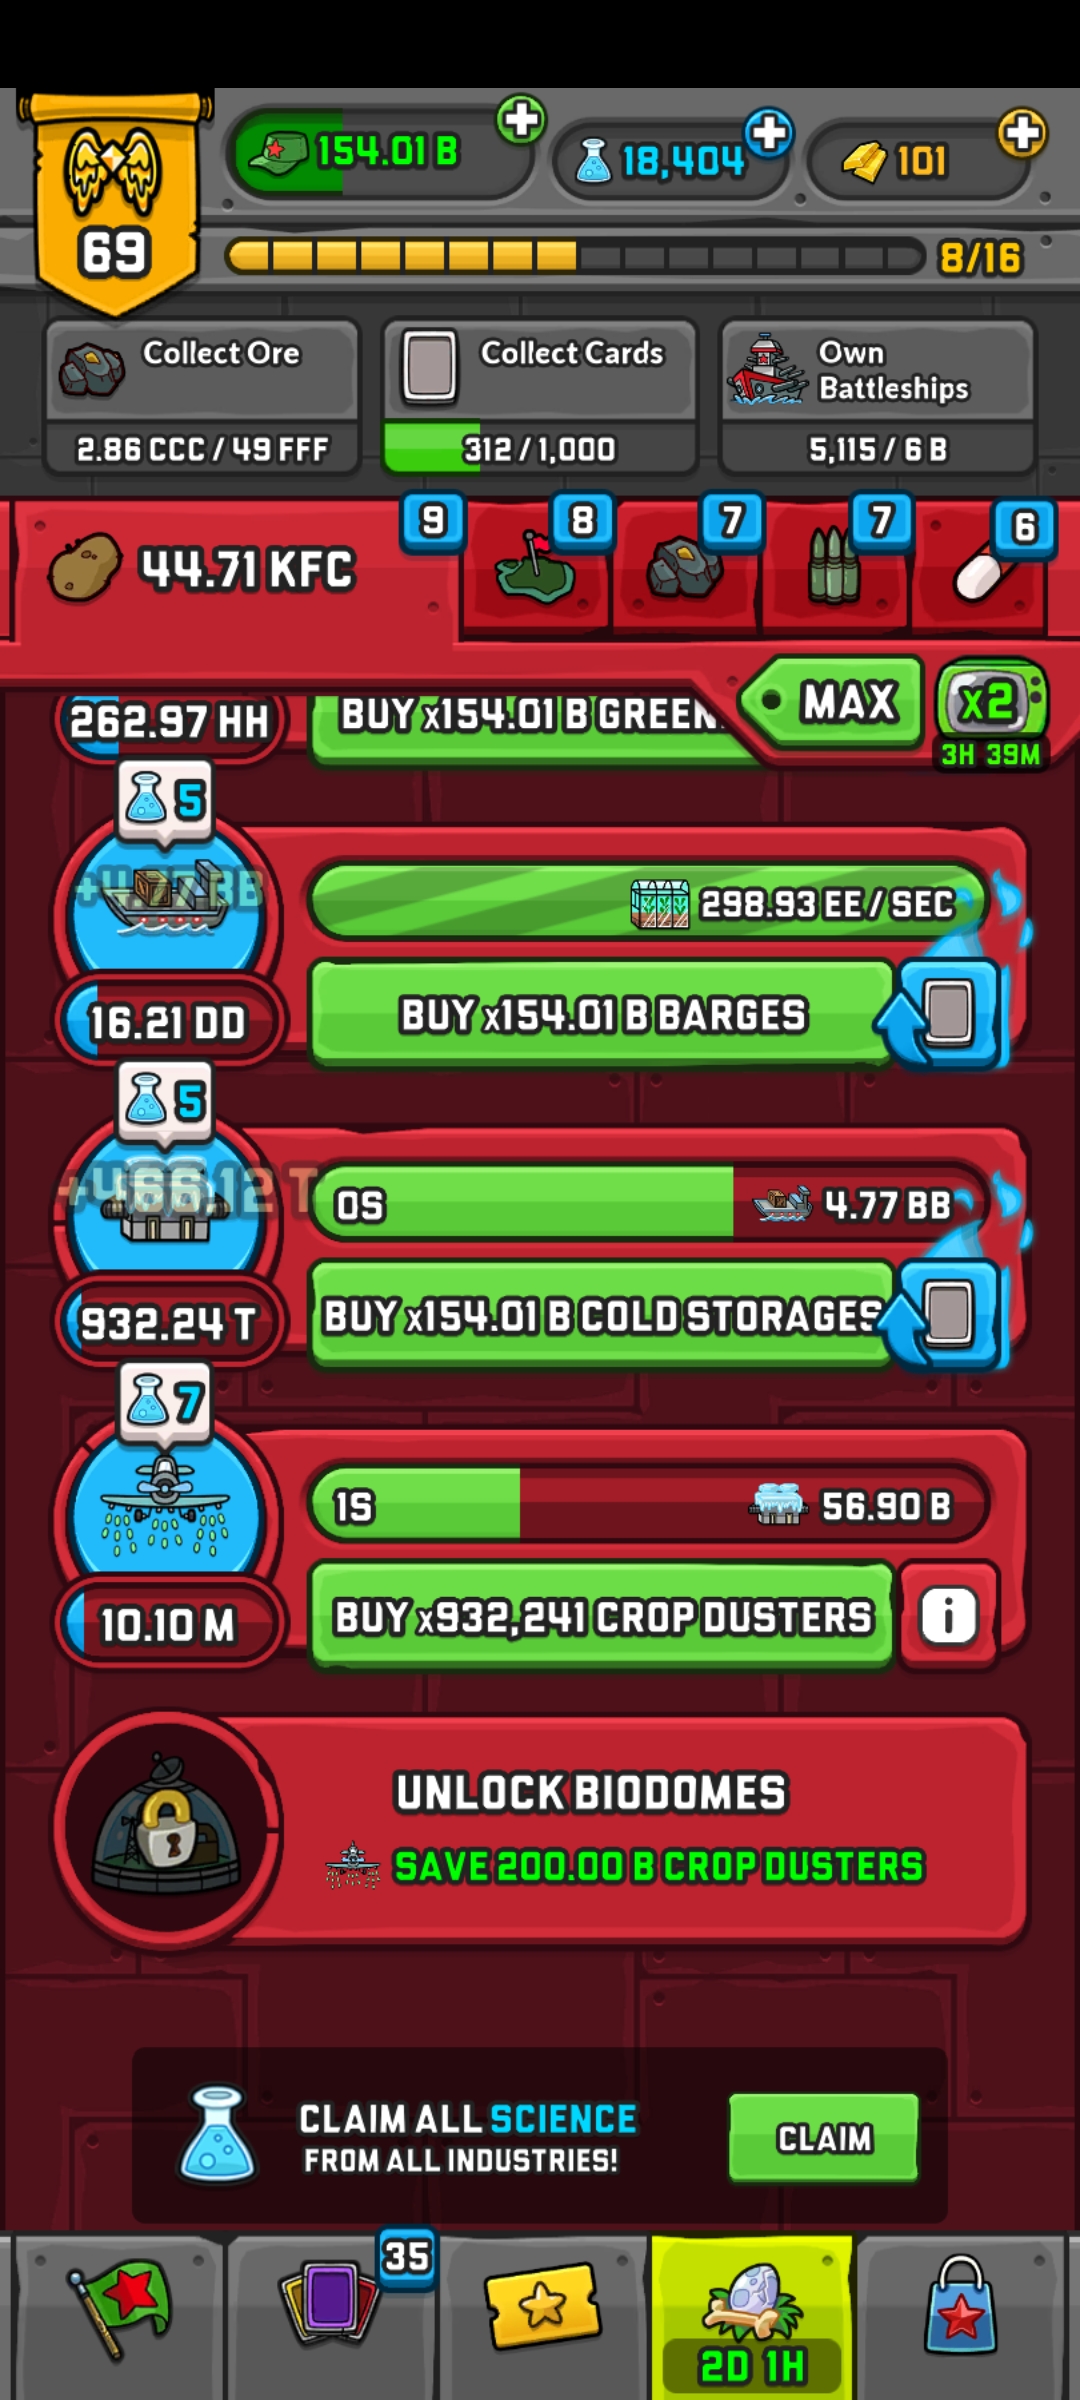 154.01 B
18,404
101
69
8/16
Collect Ore
2.86 CCC / 49 FFF
Collect Cards
312 / 1,000
Own
Battleships
5,115 / 6 B
44.71 KFC
9
8
7
7
6
MAX
x2
3H 39M
262.97 HH
BUY x154.01 B GREEN
5
+4.77 BB
298.93 EE / SEC
16.21 DD
BUY x154.01 B BARGES
5
+466.12 T
0S
4.77 BB
932.24 T
BUY x154.01 B COLD STORAGES
7
1S
56.90 B
10.10 M
BUY x932,241 CROP DUSTERS
i
UNLOCK BIODOMES
SAVE 200.00 B CROP DUSTERS
CLAIM ALL SCIENCE
FROM ALL INDUSTRIES!
CLAIM
35
2D 1H